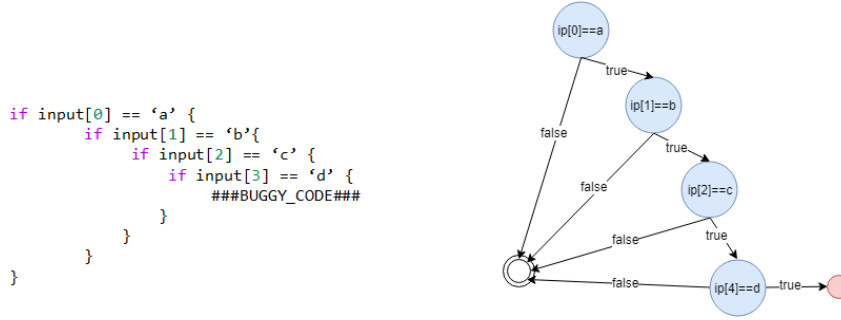 if input[0] == ‘a’ {
if input[1] == ‘b’{
if input[2] == ‘c’ {
if input[3] == ‘d’ {
###BUGGY_CODE###
}
}
}
}
ip[0]==a
true
ip[1]==b
false
true
false
ip[2]==c
false
true
false
ip[4]==d
true